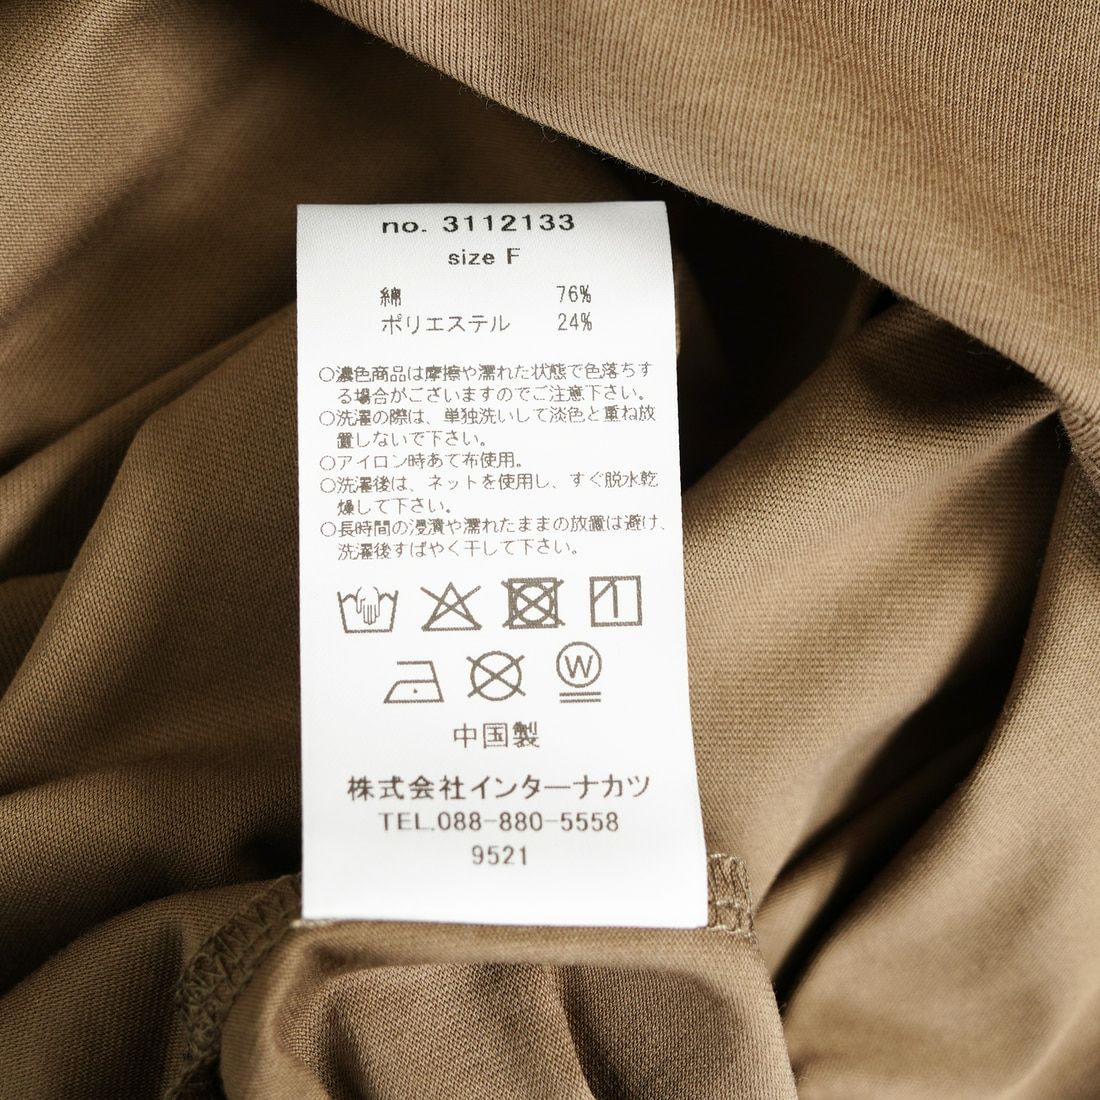 no. 3112133
size F
綿 76%
ポリエステル 24%
○濃色商品は摩擦や濡れた状態で色落ちす
る場合がございますのでご注意下さい。
○洗濯の際は、単独洗いして淡色と重ね放
置しないで下さい。
○アイロン時あて布使用。
○洗濯後は、ネットを使用し、すぐ脱水乾
燥して下さい。
○長時間の浸漬や濡れたままの放置は避け、
洗濯後すばやく干して下さい。
W
中国製
株式会社インターナカツ
TEL.088-880-5558
9521